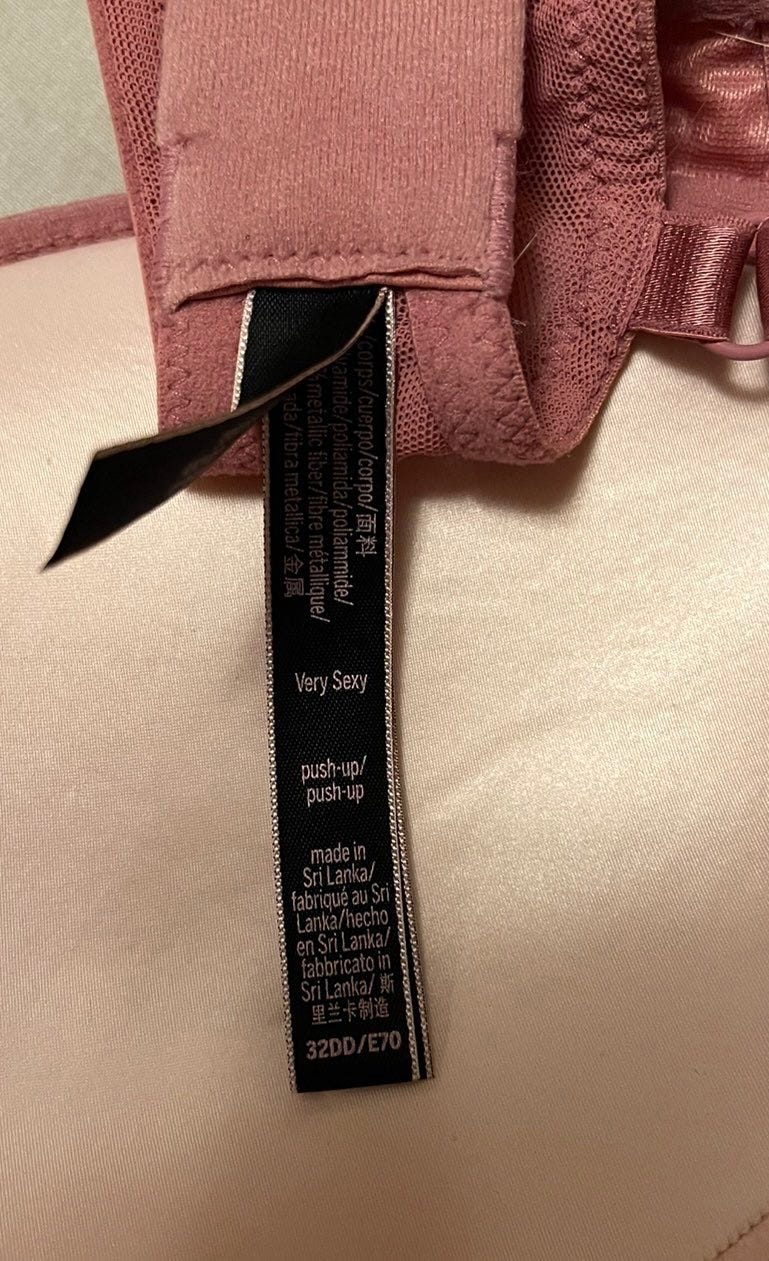 /corps/cuerpo/corpo/面料
/poliamida/poliammide/
metallic fiber/fibre métallique/
/fibra metallica/金属
Very Sexy
push-up/
push-up
made in
Sri Lanka/
fabriqué au Sri
Lanka/hecho
en Sri Lanka/
fabbricato in
Sri Lanka/ 斯
里兰卡制造
32DD/E70